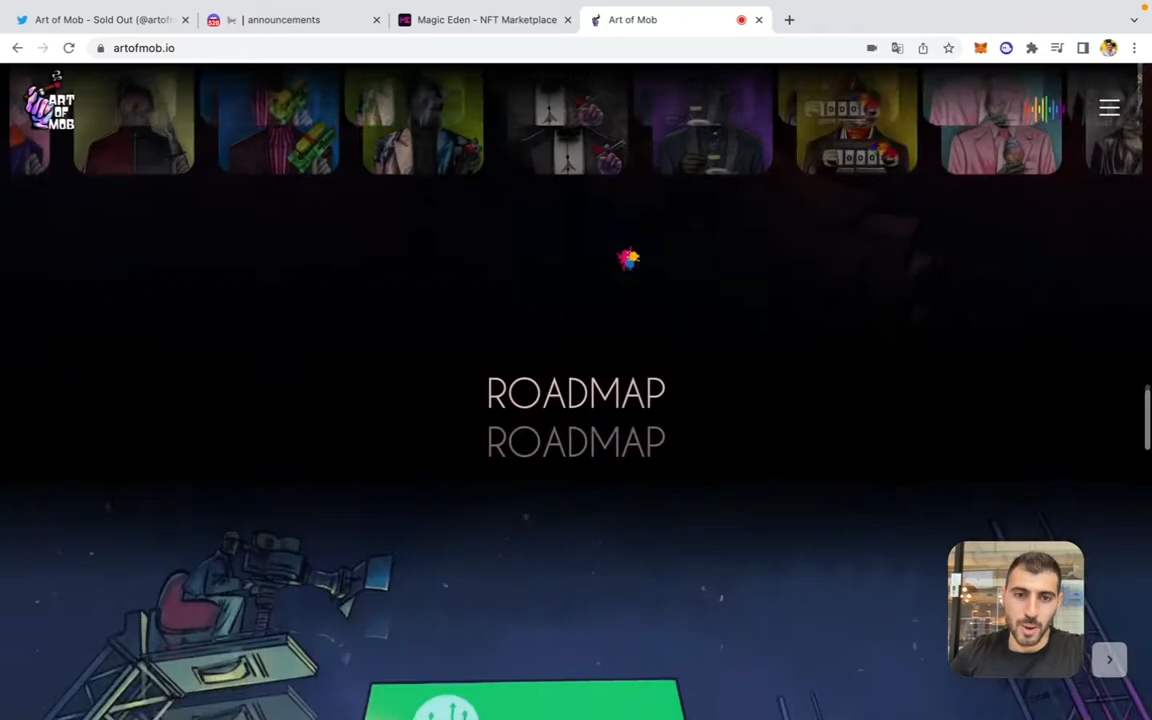 Art of Mob - Sold Out (@artofm
| announcements
Magic Eden - NFT Marketplace
Art of Mob
artofmob.io
ART
OF
MOB
ROADMAP
ROADMAP